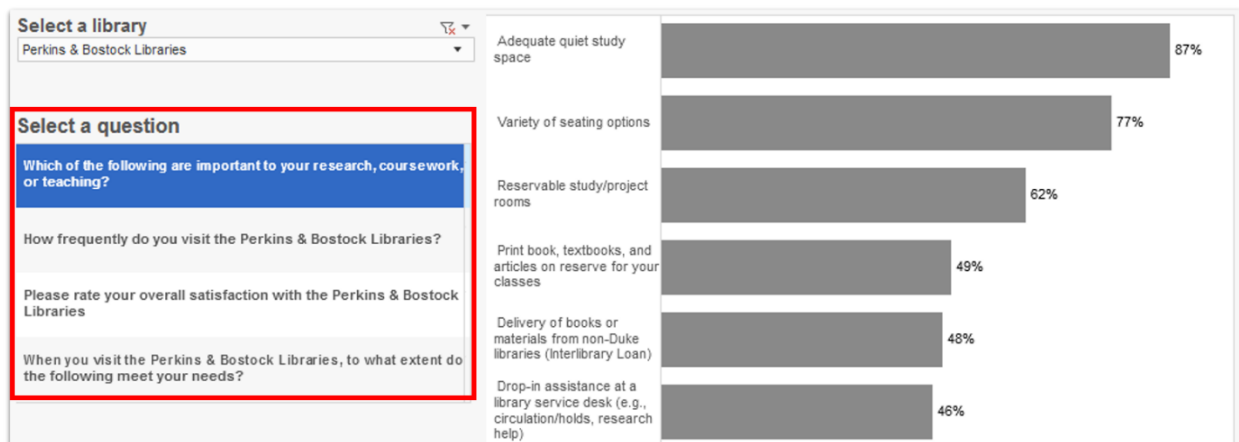 Select a library
Perkins & Bostock Libraries
Select a question
Which of the following are important to your research, coursework,
or teaching?
How frequently do you visit the Perkins & Bostock Libraries?
Please rate your overall satisfaction with the Perkins & Bostock
Libraries
When you visit the Perkins & Bostock Libraries, to what extent do
the following meet your needs?
Adequate quiet study
space
87%
Variety of seating options
77%
Reservable study/project
rooms
62%
Print book, textbooks, and
articles on reserve for your
classes
49%
Delivery of books or
materials from non-Duke
libraries (Interlibrary Loan)
48%
Drop-in assistance at a
library service desk (e.g.,
circulation/holds, research
help)
46%